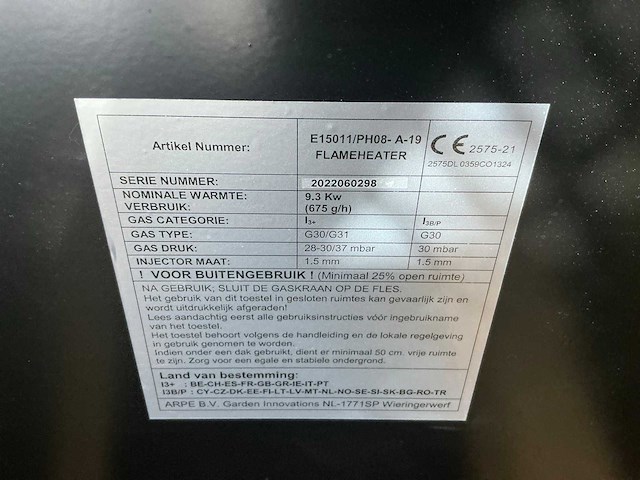 Artikel Nummer: E15011/PH08- A-19 CE 2575-21
FLAMEHEATER 2575DL 0359CO1324
SERIE NUMMER: 2022060298
NOMINALE WARMTE: 9.3 Kw
VERBRUIK: (675 g/h)
GAS CATEGORIE: I3+ I3B/P
GAS TYPE: G30/G31 G30
GAS DRUK: 28-30/37 mbar 30 mbar
INJECTOR MAAT: 1.5 mm 1.5 mm
! VOOR BUITENGEBRUIK ! (Minimaal 25% open ruimte)
NA GEBRUIK; SLUIT DE GASKRAAN OP DE FLES.
Het gebruik van dit toestel in gesloten ruimtes kan gevaarlijk zijn en
wordt uitdrukkelijk afgeraden!
Lees aandachtig eerst alle gebruiksinstructies vóór ingebruikname
van het toestel.
Het toestel behoort volgens de handleiding en de lokale regelgeving
in gebruik genomen te worden.
Indien onder een dak gebruikt, dient er minimaal 50 cm. vrije ruimte
te zijn. Zorg voor een egale en stabiele ondergrond.
Land van bestemming:
I3+ : BE-CH-ES-FR-GB-GR-IE-IT-PT
I3B/P : CY-CZ-DK-EE-FI-LT-LV-MT-NL-NO-SE-SI-SK-BG-RO-TR
ARPE B.V. Garden Innovations NL-1771SP Wieringerwerf